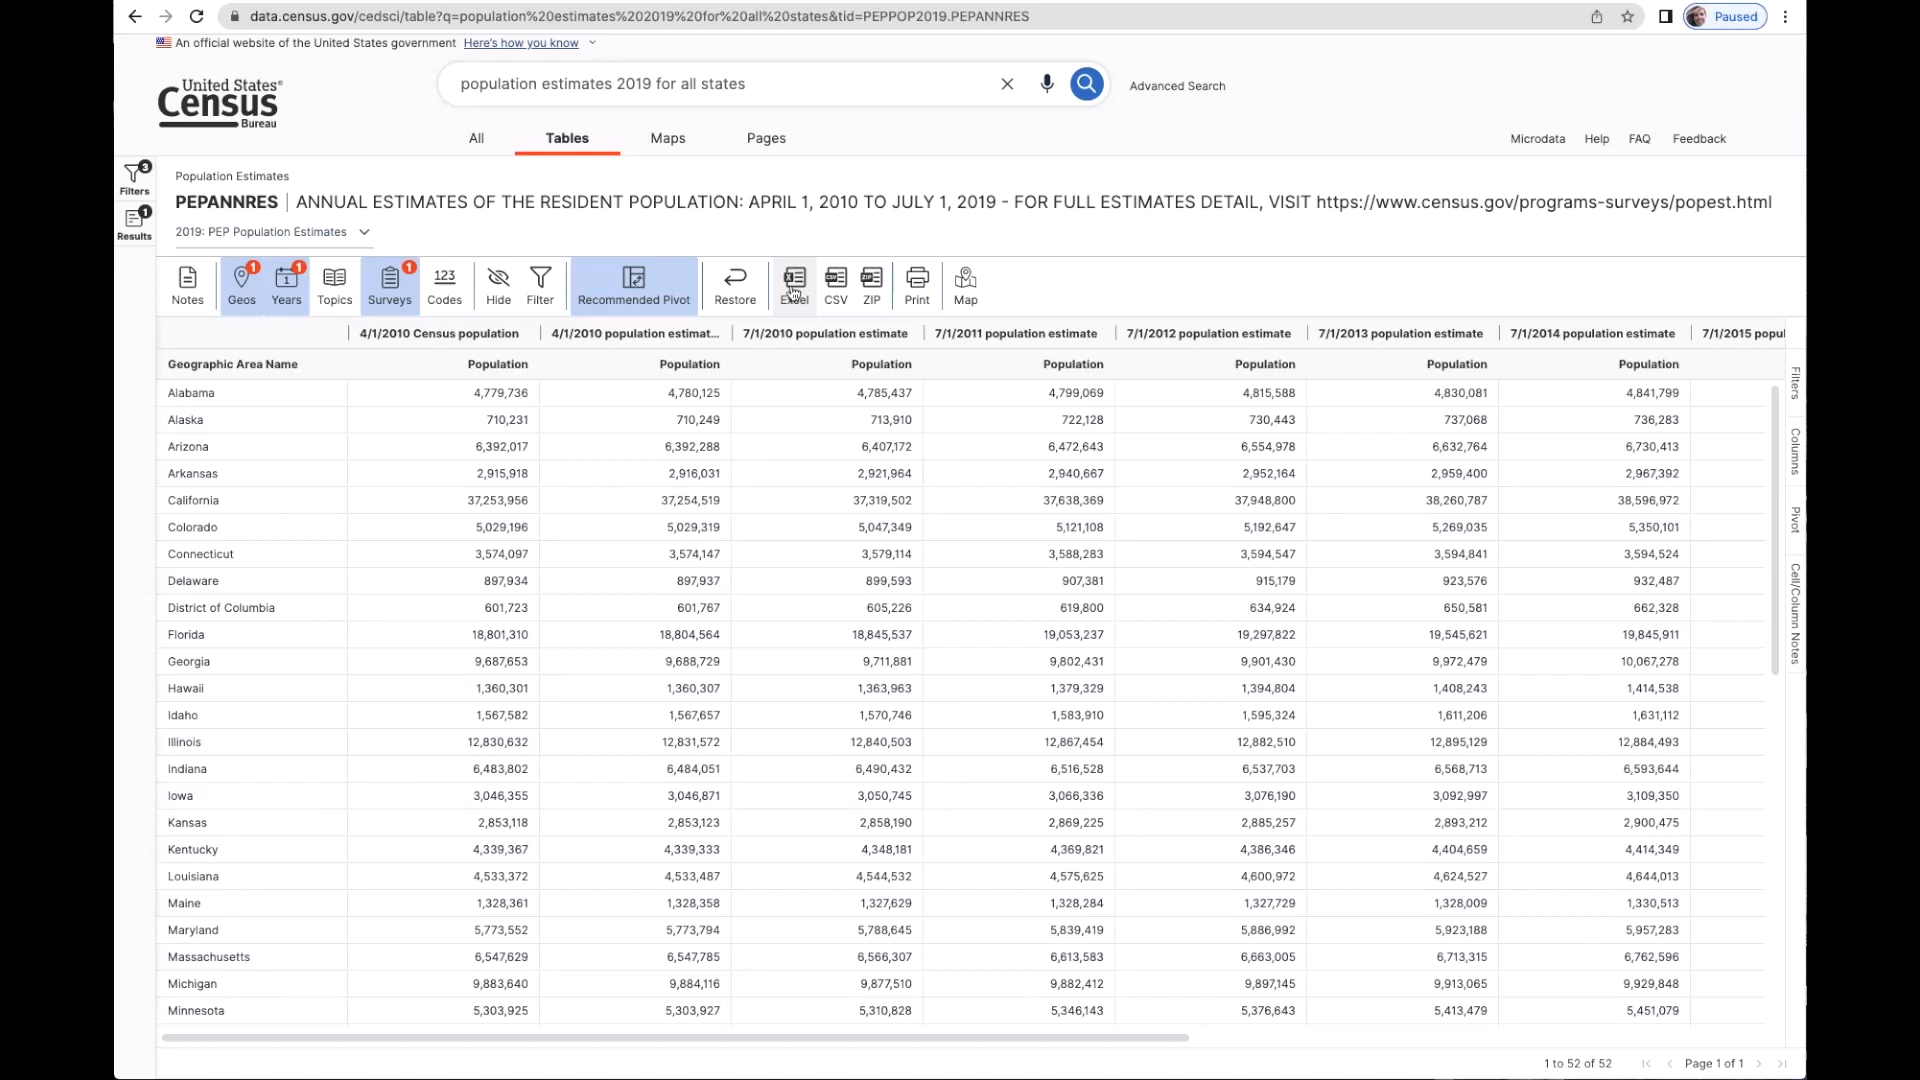 data.census.gov/cedsci/table?q=population%20estimates%202019%20for%20all%20states&tid=PEPPOP2019.PEPANNRES
Paused
An official website of the United States government Here's how you know
United States®
Census
Bureau
population estimates 2019 for all states
Advanced Search
All Tables Maps Pages
Microdata Help FAQ Feedback
3
Filters
1
Results
Population Estimates
PEPANNRES | ANNUAL ESTIMATES OF THE RESIDENT POPULATION: APRIL 1, 2010 TO JULY 1, 2019 - FOR FULL ESTIMATES DETAIL, VISIT https://www.census.gov/programs-surveys/popest.html
2019: PEP Population Estimates
1 1 1
Notes Geos Years Topics Surveys Codes Hide Filter Recommended Pivot Restore Excel CSV ZIP Print Map
4/1/2010 Census population 4/1/2010 population estimat... 7/1/2010 population estimate 7/1/2011 population estimate 7/1/2012 population estimate 7/1/2013 population estimate 7/1/2014 population estimate 7/1/2015 popul
Geographic Area Name Population Population Population Population Population Population Population
Alabama 4,779,736 4,780,125 4,785,437 4,799,069 4,815,588 4,830,081 4,841,799
Alaska 710,231 710,249 713,910 722,128 730,443 737,068 736,283
Arizona 6,392,017 6,392,288 6,407,172 6,472,643 6,554,978 6,632,764 6,730,413
Arkansas 2,915,918 2,916,031 2,921,964 2,940,667 2,952,164 2,959,400 2,967,392
California 37,253,956 37,254,519 37,319,502 37,638,369 37,948,800 38,260,787 38,596,972
Colorado 5,029,196 5,029,319 5,047,349 5,121,108 5,192,647 5,269,035 5,350,101
Connecticut 3,574,097 3,574,147 3,579,114 3,588,283 3,594,547 3,594,841 3,594,524
Delaware 897,934 897,937 899,593 907,381 915,179 923,576 932,487
District of Columbia 601,723 601,767 605,226 619,800 634,924 650,581 662,328
Florida 18,801,310 18,804,564 18,845,537 19,053,237 19,297,822 19,545,621 19,845,911
Georgia 9,687,653 9,688,729 9,711,881 9,802,431 9,901,430 9,972,479 10,067,278
Hawaii 1,360,301 1,360,307 1,363,963 1,379,329 1,394,804 1,408,243 1,414,538
Idaho 1,567,582 1,567,657 1,570,746 1,583,910 1,595,324 1,611,206 1,631,112
Illinois 12,830,632 12,831,572 12,840,503 12,867,454 12,882,510 12,895,129 12,884,493
Indiana 6,483,802 6,484,051 6,490,432 6,516,528 6,537,703 6,568,713 6,593,644
Iowa 3,046,355 3,046,871 3,050,745 3,066,336 3,076,190 3,092,997 3,109,350
Kansas 2,853,118 2,853,123 2,858,190 2,869,225 2,885,257 2,893,212 2,900,475
Kentucky 4,339,367 4,339,333 4,348,181 4,369,821 4,386,346 4,404,659 4,414,349
Louisiana 4,533,372 4,533,487 4,544,532 4,575,625 4,600,972 4,624,527 4,644,013
Maine 1,328,361 1,328,358 1,327,629 1,328,284 1,327,729 1,328,009 1,330,513
Maryland 5,773,552 5,773,794 5,788,645 5,839,419 5,886,992 5,923,188 5,957,283
Massachusetts 6,547,629 6,547,785 6,566,307 6,613,583 6,663,005 6,713,315 6,762,596
Michigan 9,883,640 9,884,116 9,877,510 9,882,412 9,897,145 9,913,065 9,929,848
Minnesota 5,303,925 5,303,927 5,310,828 5,346,143 5,376,643 5,413,479 5,451,079
Filters
Columns
Pivot
Cell/Column Notes
1 to 52 of 52 Page 1 of 1